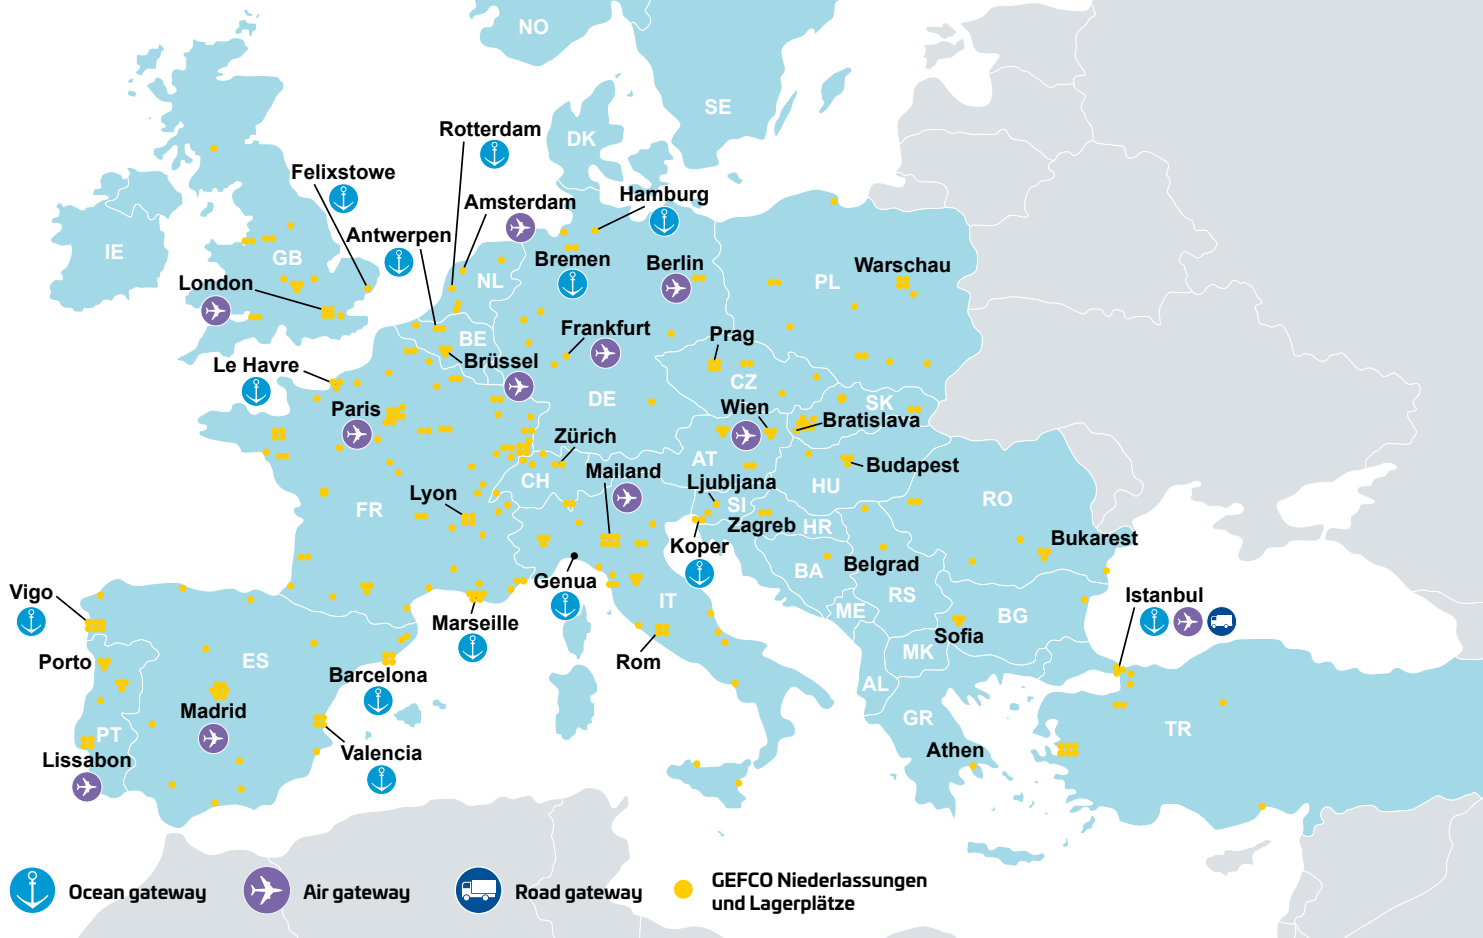 NO
SE
DK
Rotterdam
Felixstowe
Amsterdam
Hamburg
Antwerpen
IE
GB
NL
Bremen
Berlin
Warschau
PL
London
Frankfurt
Prag
BE
Brüssel
Le Havre
CZ
DE
SK
Paris
Wien
Bratislava
Zürich
AT
Budapest
Mailand
CH
Ljubljana
HU
RO
Lyon
FR
SI
Zagreb
HR
Koper
Bukarest
Belgrad
BA
Genua
Vigo
IT
RS
Istanbul
ME
BG
Marseille
Sofia
Porto
ES
Rom
MK
Barcelona
AL
Madrid
GR
PT
TR
Valencia
Athen
Lissabon
Ocean gateway
Air gateway
Road gateway
GEFCO Niederlassungen
und Lagerplätze